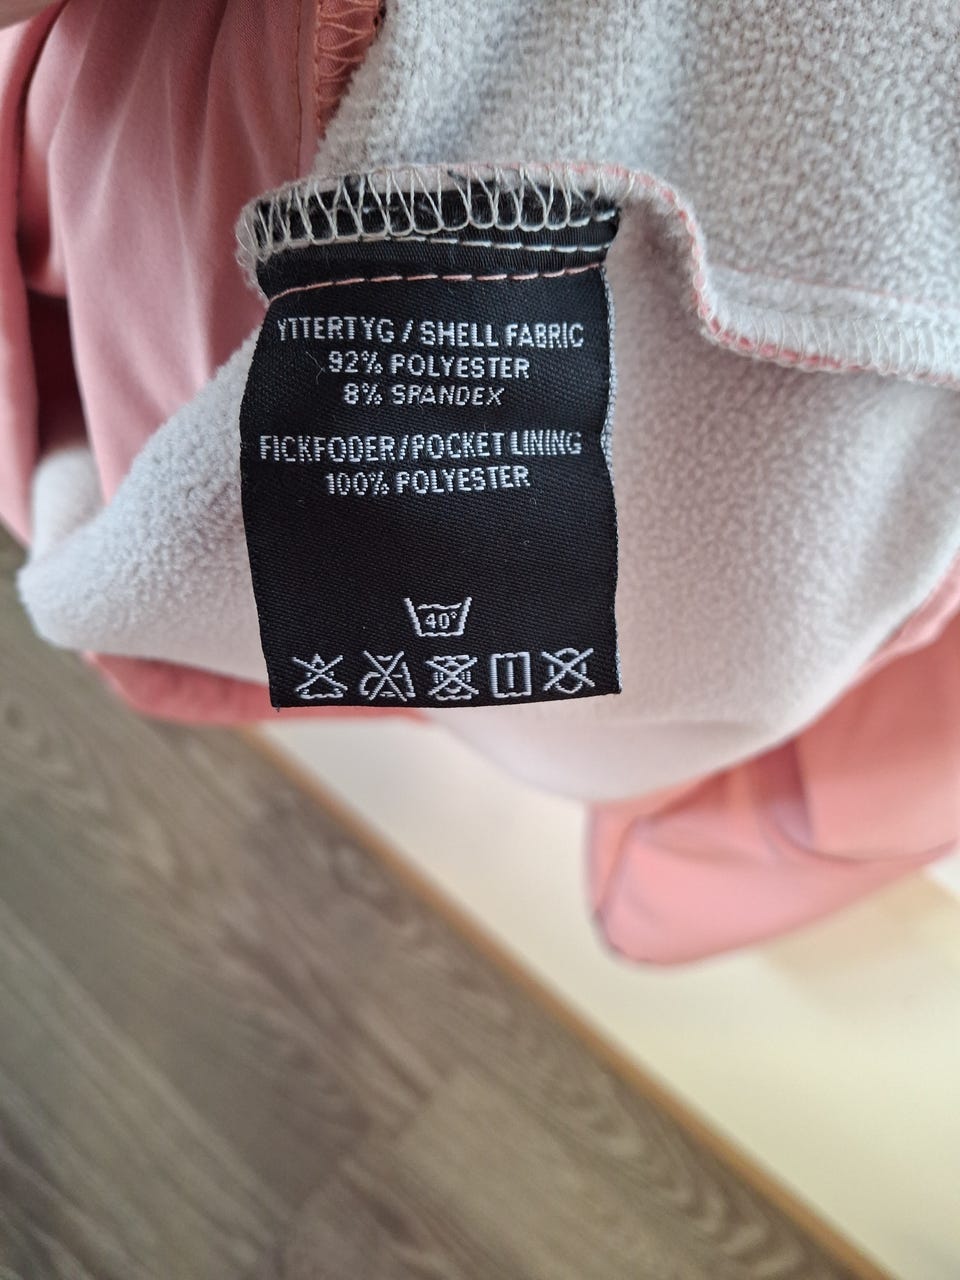 YTTERTYG / SHELL FABRIC
92% POLYESTER
8% SPANDEX
FICKFODER/POCKET LINING
100% POLYESTER
40°